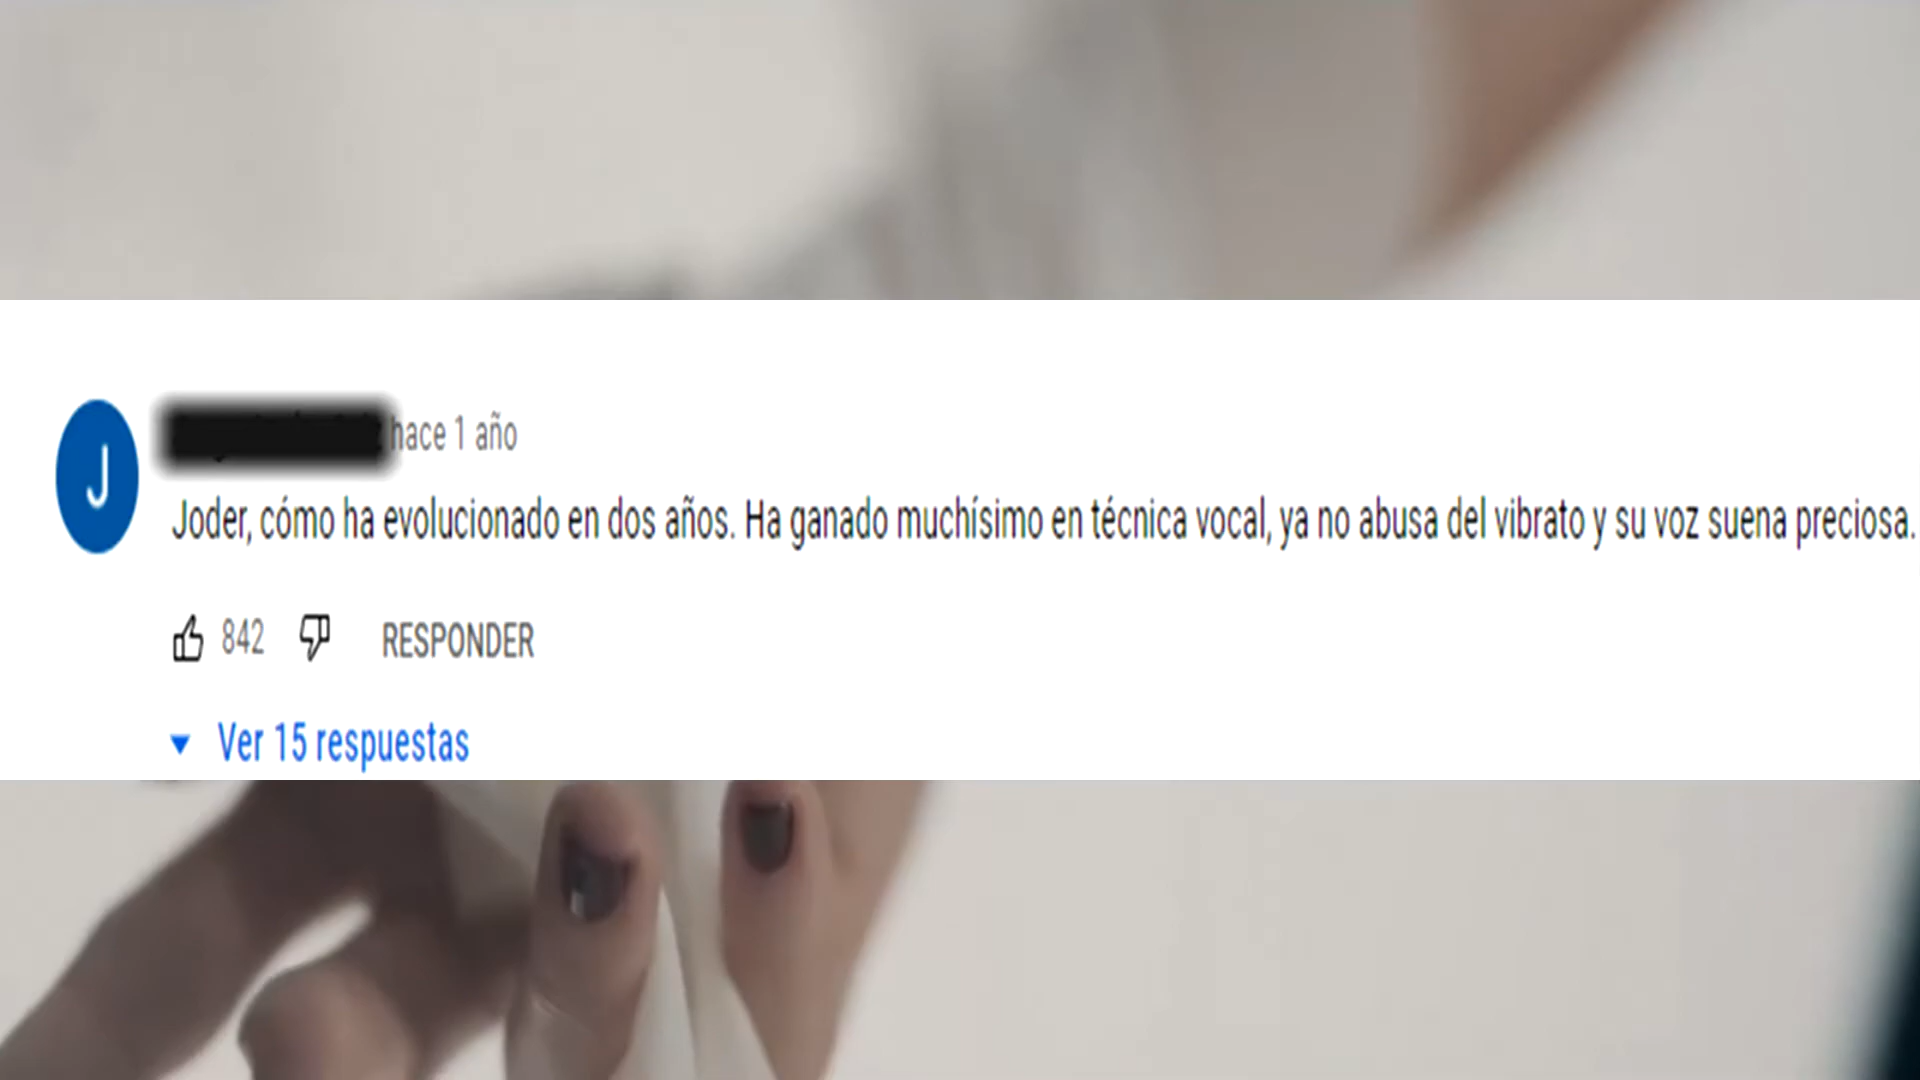 J
hace 1 año
Joder, cómo ha evolucionado en dos años. Ha ganado muchísimo en técnica vocal, ya no abusa del vibrato y su voz suena preciosa.
842 RESPONDER
Ver 15 respuestas